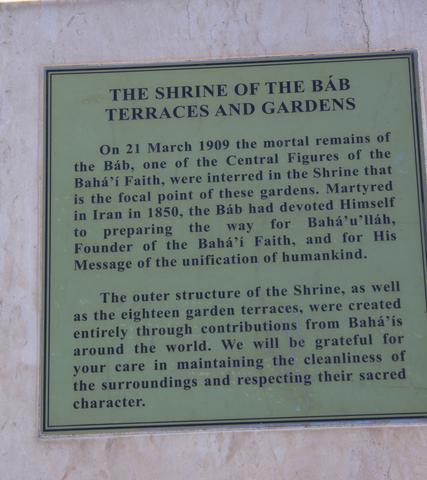 THE SHRINE OF THE BÁB
TERRACES AND GARDENS
On 21 March 1909 the mortal remains of
the Báb, one of the Central Figures of the
Bahá’í Faith, were interred in the Shrine that
is the focal point of these gardens. Martyred
in Iran in 1850, the Báb had devoted Himself
to preparing the way for Bahá’u’lláh,
Founder of the Bahá’í Faith, and for His
Message of the unification of humankind.
The outer structure of the Shrine, as well
as the eighteen garden terraces, were created
entirely through contributions from Bahá’ís
around the world. We will be grateful for
your care in maintaining the cleanliness of
the surroundings and respecting their sacred
character.